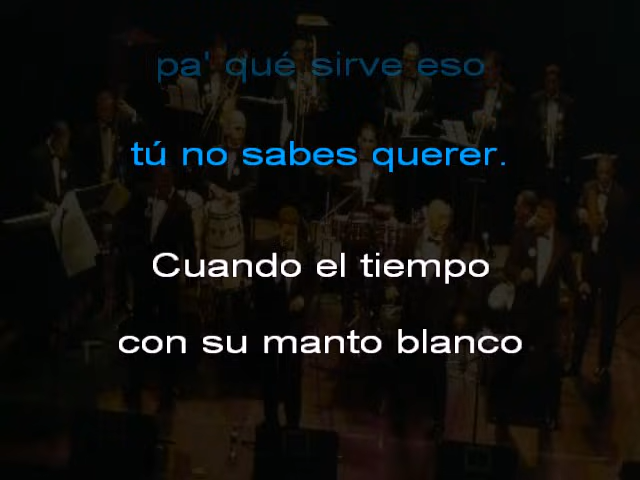 pa' qué sirve eso
tú no sabes querer.
Cuando el tiempo
con su manto blanco